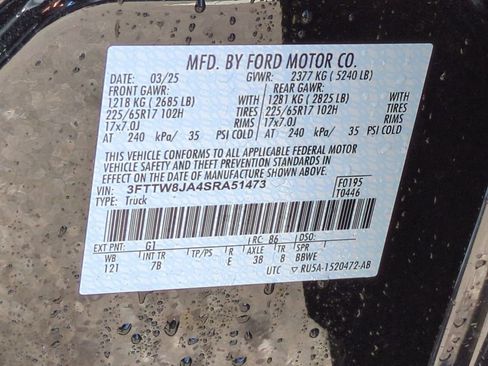 MFD. BY FORD MOTOR CO.
DATE: 03/25 GVWR: 2377 KG ( 5240 LB)
FRONT GAWR: REAR GAWR:
1218 KG ( 2685 LB) 1281 KG ( 2825 LB)
225/65R17 102H TIRES 225/65R17 102H TIRES
17x7.0J RIMS 17x7.0J RIMS
AT 240 kPa/ 35 PSI COLD AT 240 kPa/ 35 PSI COLD
THIS VEHICLE CONFORMS TO ALL APPLICABLE FEDERAL MOTOR
VEHICLE SAFETY AND THEFT PREVENTION STANDARDS IN
EFFECT ON THE DATE OF MANUFACTURE SHOWN ABOVE.
VIN: 3FTTW8JA4SRA51473 F0195
TYPE: Truck T0446
EXT PNT: G1 RC: 86 DSO:
WB INT TR TP/PS R AXLE TR SPR
121 7B E 38 8 BBWE
UTC RU5A-1520472-AB